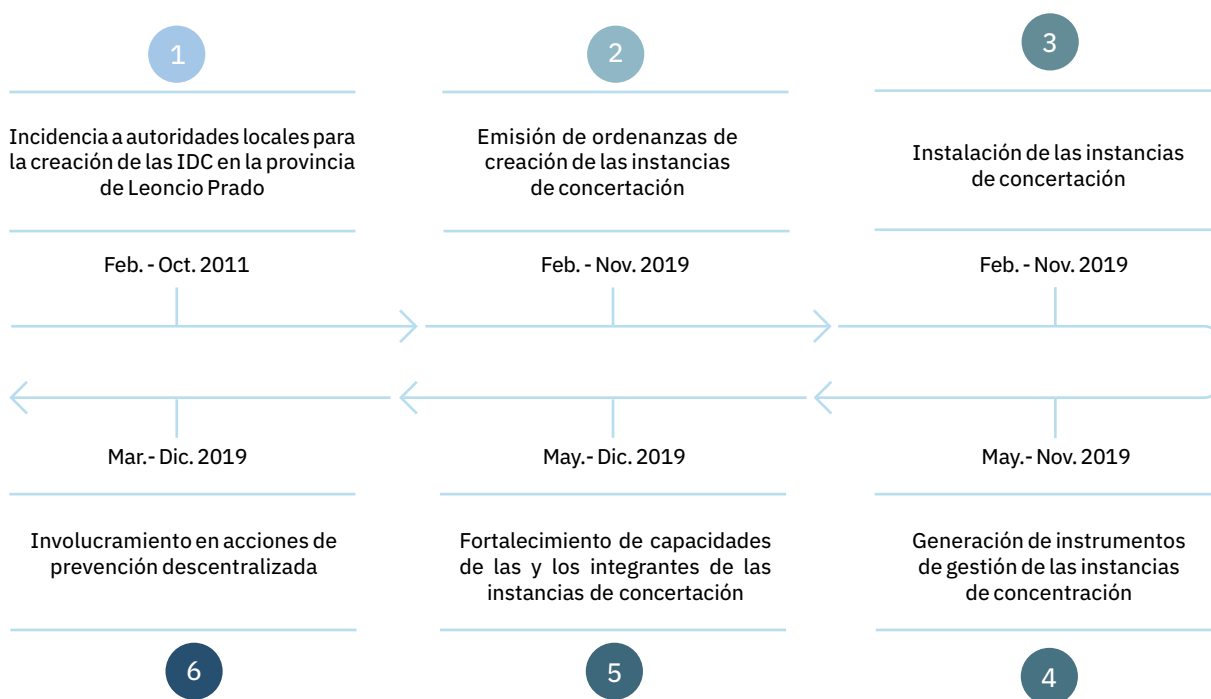 1
Incidencia a autoridades locales para
la creación de las IDC en la provincia
de Leoncio Prado
Feb. - Oct. 2011
2
Emisión de ordenanzas de
creación de las instancias
de concertación
Feb. - Nov. 2019
3
Instalación de las instancias
de concertación
Feb. - Nov. 2019
May.- Nov. 2019
Generación de instrumentos
de gestión de las instancias
de concentración
4
May.- Dic. 2019
Fortalecimiento de capacidades
de las y los integrantes de las
instancias de concertación
5
Mar.- Dic. 2019
Involucramiento en acciones de
prevención descentralizada
6